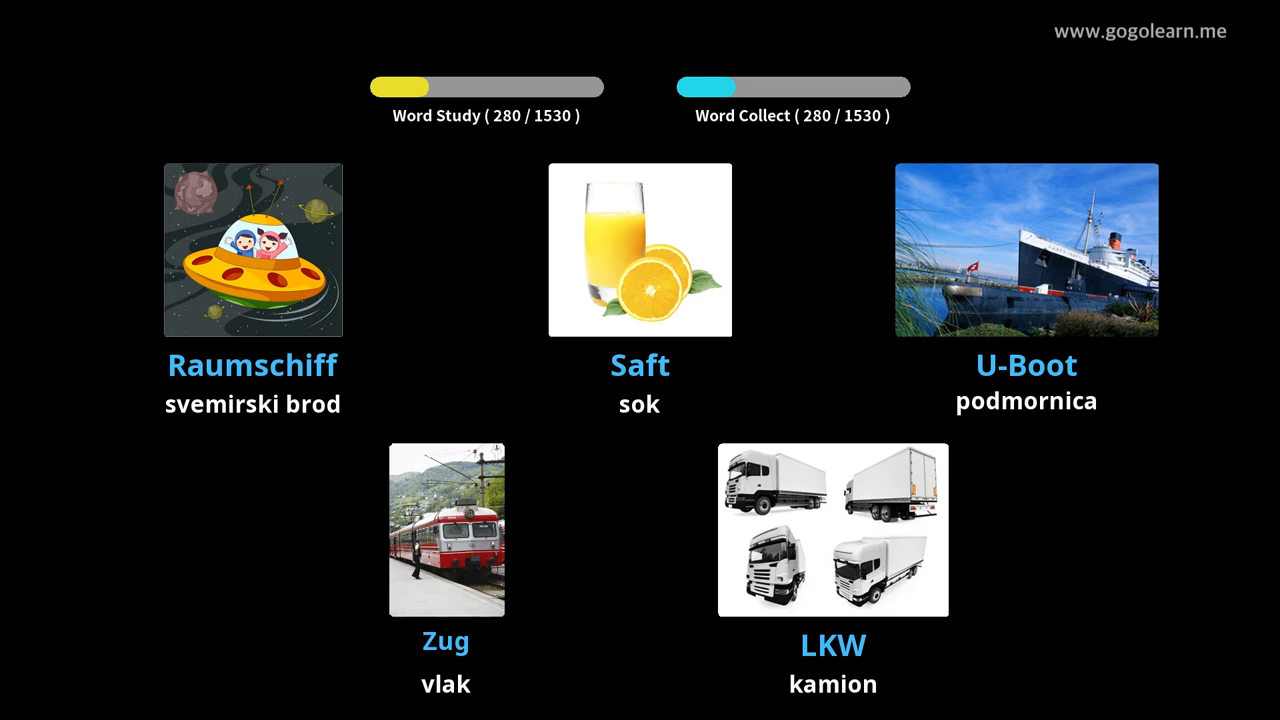 www.gogolearn.me
Word Study ( 280 / 1530 )
Word Collect ( 280 / 1530 )
Raumschiff
svemirski brod
Saft
sok
U-Boot
podmornica
Zug
vlak
LKW
kamion